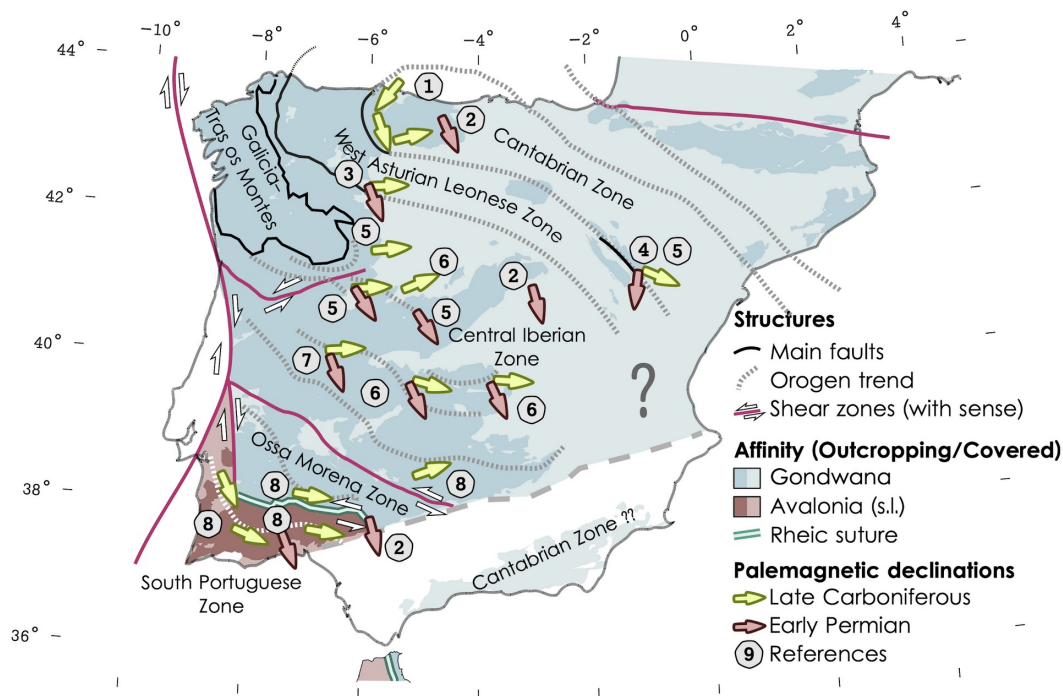 −10°
−8°
−6°
−4°
−2°
0°
2°
4°
44°
42°
40°
38°
36°
1
2
Cantabrian Zone
West Asturian Leonese Zone
Galicia-
Tras os Montes
3
5
4
5
6
2
5
5
Central Iberian
Zone
7
6
6
?
Ossa Morena Zone
8
8
8
8
2
South Portuguese
Zone
Cantabrian Zone ??
Structures
Main faults
Orogen trend
Shear zones (with sense)
Affinity (Outcropping/Covered)
Gondwana
Avalonia (s.l.)
Rheic suture
Palemagnetic declinations
Late Carboniferous
Early Permian
9 References